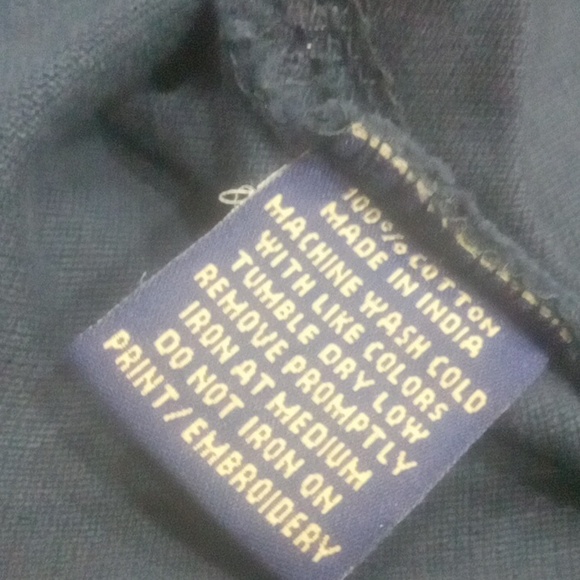 100% COTTON
MADE IN INDIA
MACHINE WASH COLD
WITH LIKE COLORS
TUMBLE DRY LOW
REMOVE PROMPTLY
IRON AT MEDIUM
DO NOT IRON ON
PRINT/EMBROIDERY